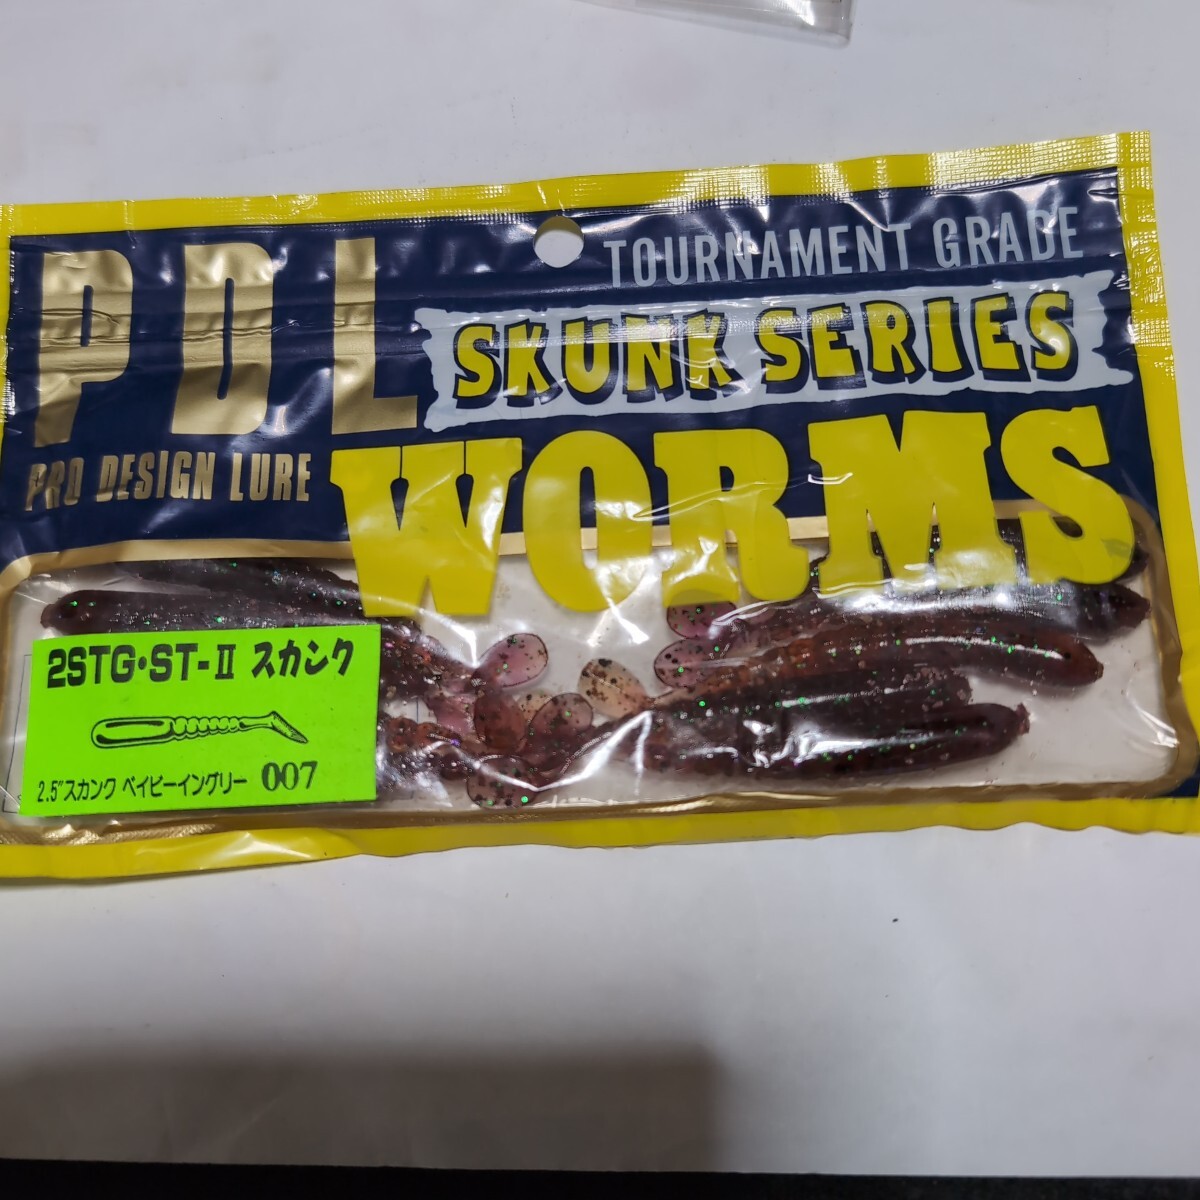 TOURNAMENT GRADE
PDL
SKUNK SERIES
PRO DESIGN LURE
WORMS
2STG・ST-Ⅱ スカンク
2.5"スカンク ベイビーイングリー 007